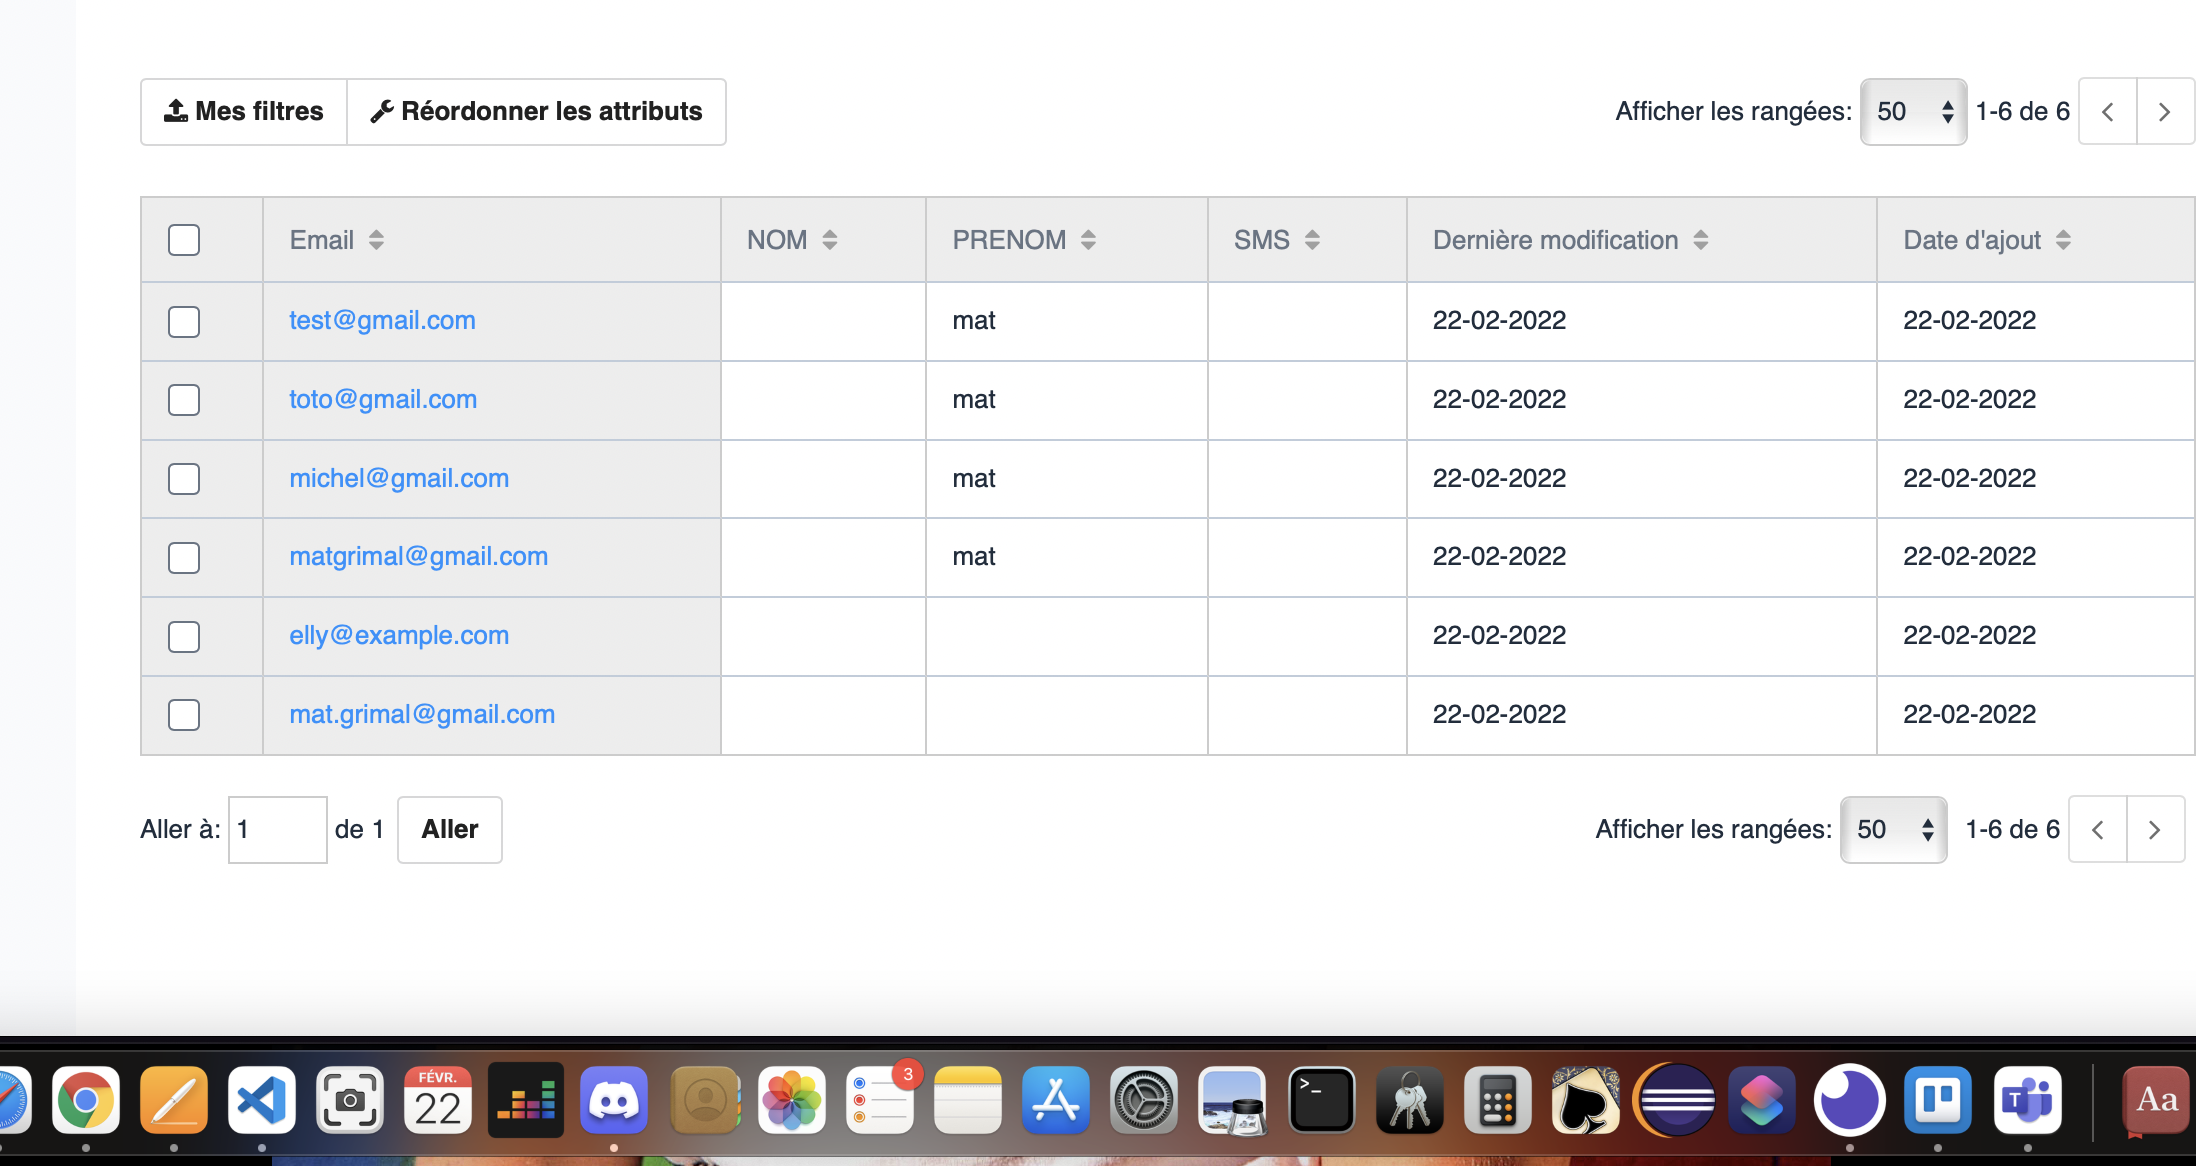 Mes filtres Réordonner les attributs Afficher les rangées: 50 1-6 de 6
Email NOM PRENOM SMS Dernière modification Date d'ajout
test@gmail.com mat 22-02-2022 22-02-2022
toto@gmail.com mat 22-02-2022 22-02-2022
michel@gmail.com mat 22-02-2022 22-02-2022
matgrimal@gmail.com mat 22-02-2022 22-02-2022
elly@example.com 22-02-2022 22-02-2022
mat.grimal@gmail.com 22-02-2022 22-02-2022
Aller à: 1 de 1 Aller Afficher les rangées: 50 1-6 de 6
FÉVR.
22
3
>_
T
Aa